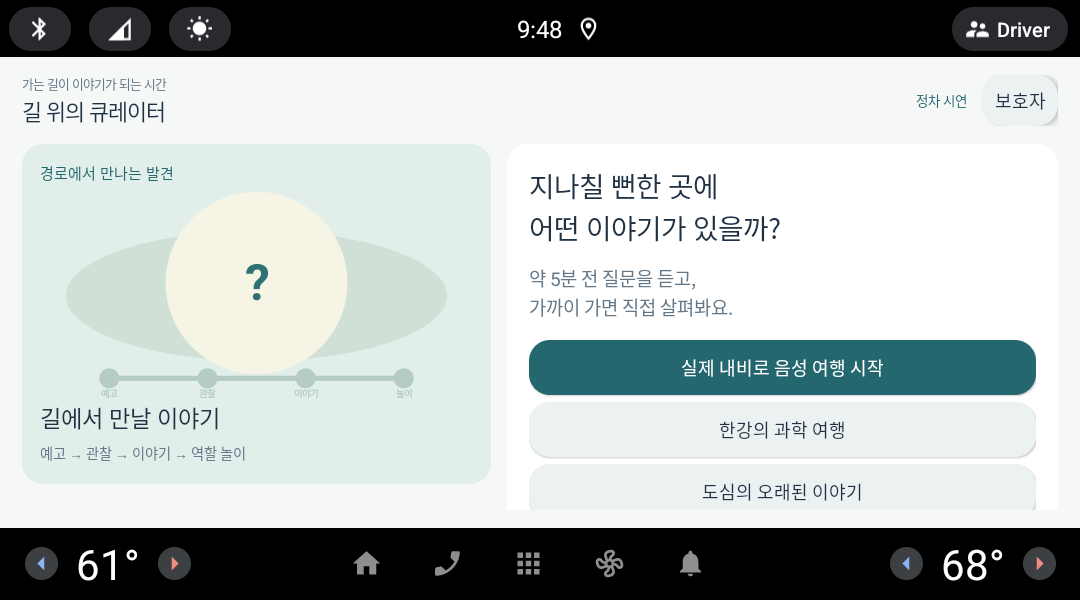 9:48
Driver
가는 길이 이야기가 되는 시간
길 위의 큐레이터
정차 시연
보호자
경로에서 만나는 발견
?
예고
관찰
이야기
놀이
길에서 만날 이야기
예고 → 관찰 → 이야기 → 역할 놀이
지나칠 뻔한 곳에
어떤 이야기가 있을까?
약 5분 전 질문을 듣고,
가까이 가면 직접 살펴봐요.
실제 내비로 음성 여행 시작
한강의 과학 여행
도심의 오래된 이야기
61°
68°